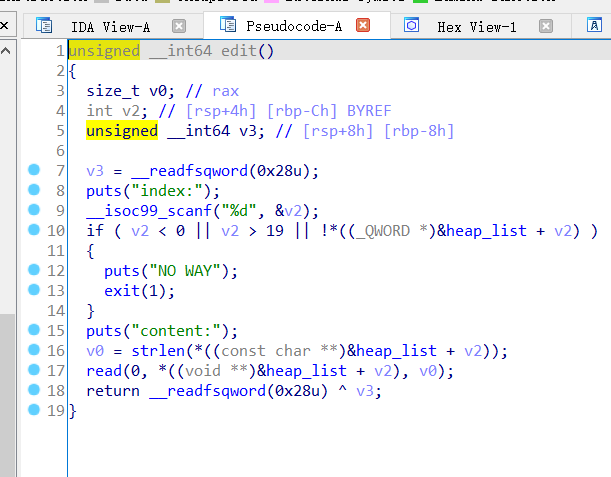 IDA View-A Pseudocode-A Hex View-1
1 unsigned __int64 edit()
2 {
3 size_t v0; // rax
4 int v2; // [rsp+4h] [rbp-Ch] BYREF
5 unsigned __int64 v3; // [rsp+8h] [rbp-8h]
6
7 v3 = __readfsqword(0x28u);
8 puts("index:");
9 __isoc99_scanf("%d", &v2);
10 if ( v2 < 0 || v2 > 19 || !*((_QWORD *)&heap_list + v2) )
11 {
12 puts("NO WAY");
13 exit(1);
14 }
15 puts("content:");
16 v0 = strlen(*((const char **)&heap_list + v2));
17 read(0, *((void **)&heap_list + v2), v0);
18 return __readfsqword(0x28u) ^ v3;
19 }